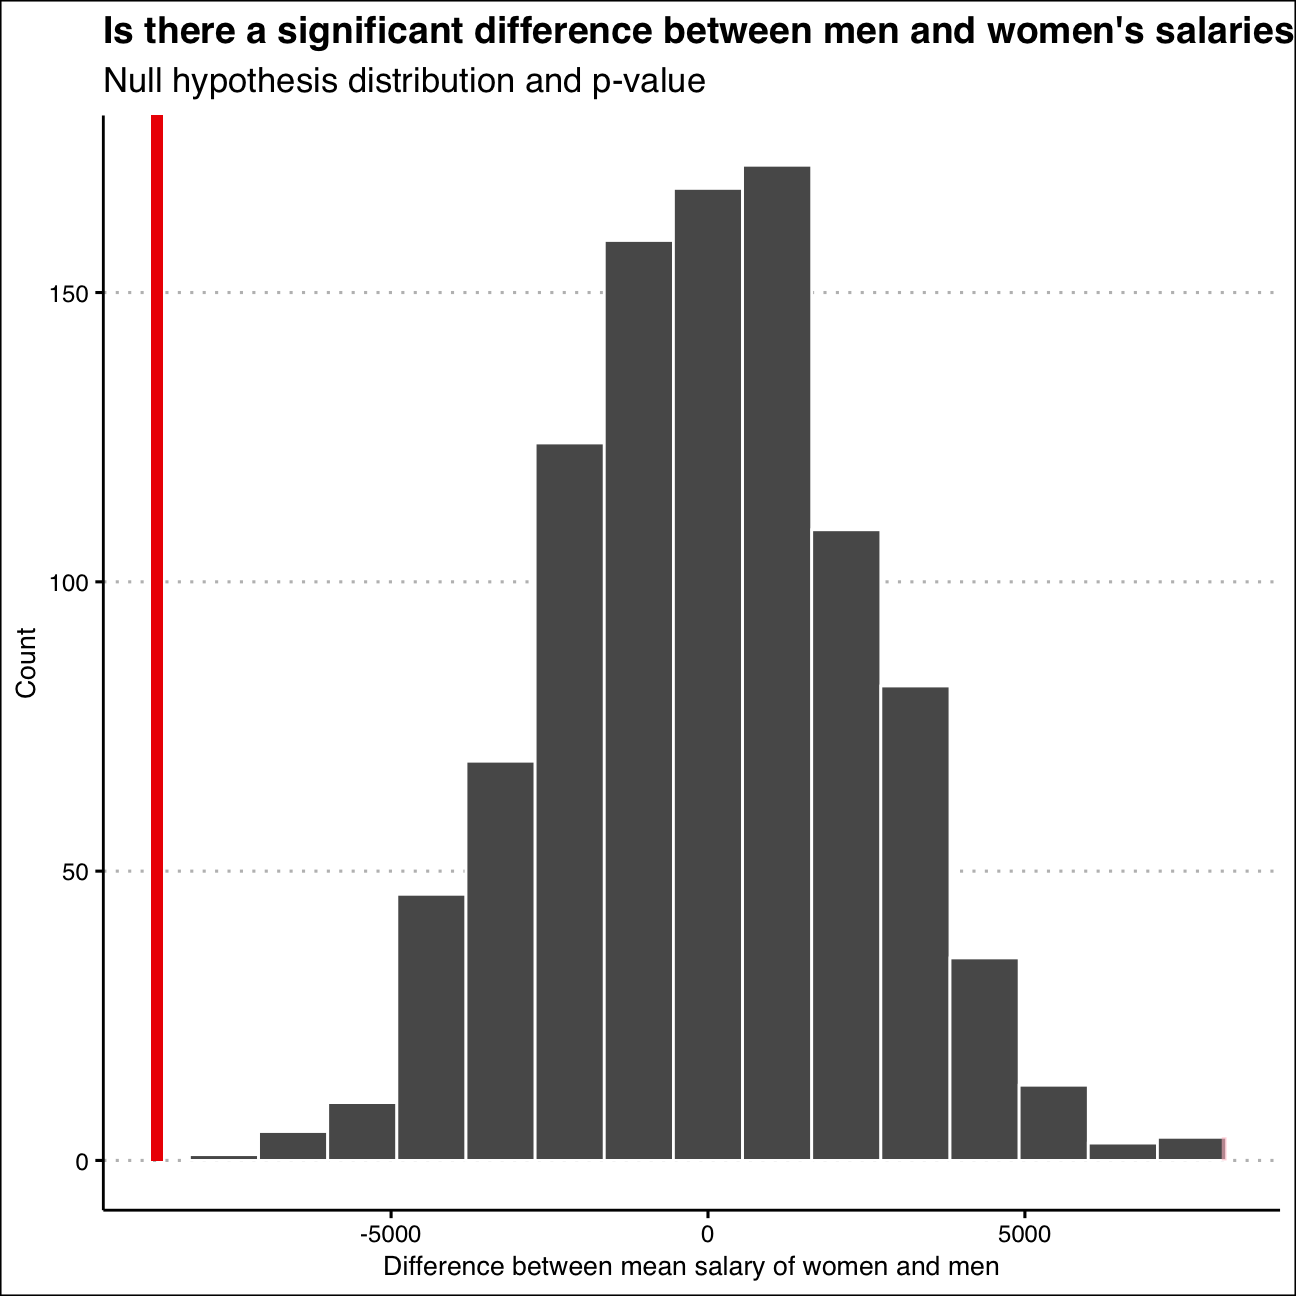 Is there a significant difference between men and women's salaries
Null hypothesis distribution and p-value
150
100
50
0
Count
-5000
0
5000
Difference between mean salary of women and men